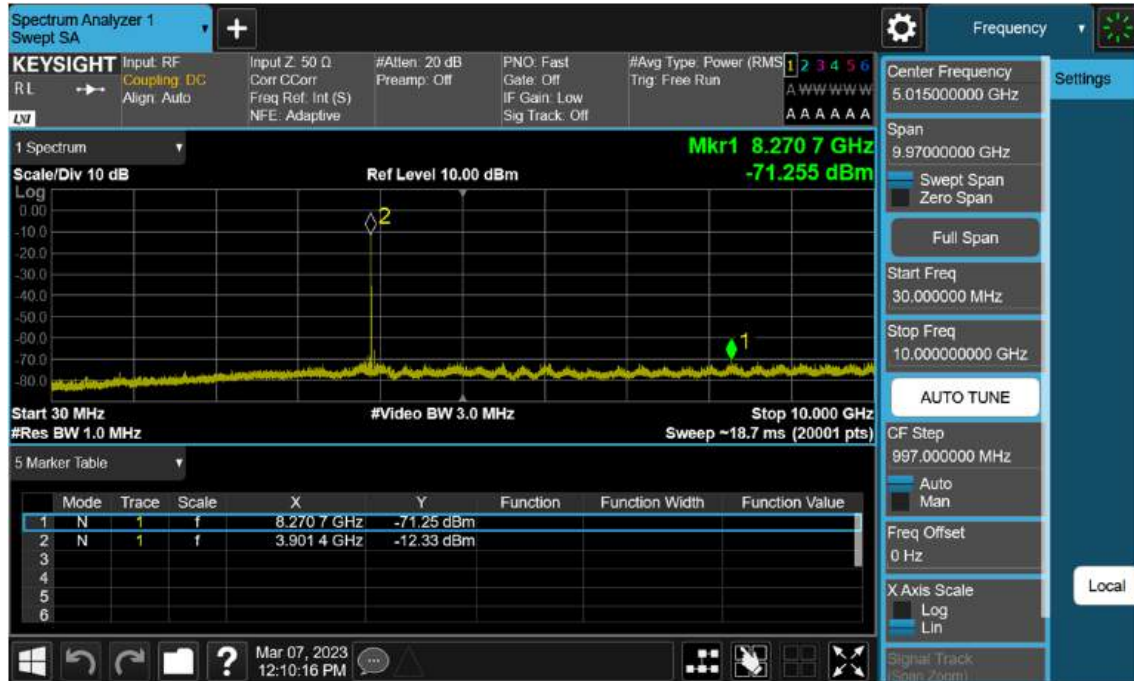 Spectrum Analyzer 1
Swept SA
+
Frequency
KEYSIGHT
R L
LXI
Input: RF
Coupling: DC
Align: Auto
Input Z: 50 Ω
Corr CCorr
Freq Ref: Int (S)
NFE: Adaptive
#Atten: 20 dB
Preamp: Off
PNO: Fast
Gate: Off
IF Gain: Low
Sig Track: Off
#Avg Type: Power (RMS
Trig: Free Run
1 2 3 4 5 6
A W W W W W
A A A A A A
Center Frequency
5.015000000 GHz
Settings
Span
9.97000000 GHz
Swept Span
Zero Span
Full Span
Start Freq
30.000000 MHz
Stop Freq
10.000000000 GHz
AUTO TUNE
CF Step
997.000000 MHz
Auto
Man
Freq Offset
0 Hz
X Axis Scale
Log
Lin
Signal Track
(Span Zoom)
Local
1 Spectrum
Scale/Div 10 dB
Ref Level 10.00 dBm
Mkr1 8.270 7 GHz
-71.255 dBm
Log
0.00
-10.0
-20.0
-30.0
-40.0
-50.0
-60.0
-70.0
-80.0
2
1
Start 30 MHz
#Video BW 3.0 MHz
Stop 10.000 GHz
#Res BW 1.0 MHz
Sweep ~18.7 ms (20001 pts)
5 Marker Table
Mode Trace Scale X Y Function Function Width Function Value
1 N 1 f 8.270 7 GHz -71.25 dBm
2 N 1 f 3.901 4 GHz -12.33 dBm
3
4
5
6
?
Mar 07, 2023
12:10:16 PM